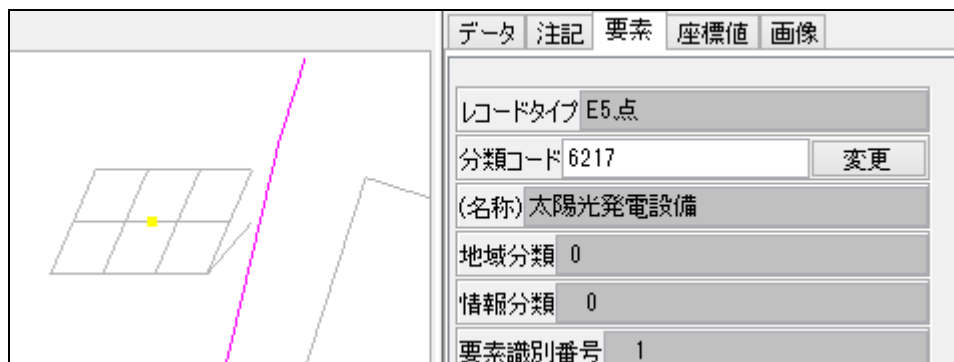 データ 注記 要素 座標値 画像
レコードタイプ E5,点
分類コード 6217 変更
(名称) 太陽光発電設備
地域分類 0
情報分類 0
要素識別番号 1